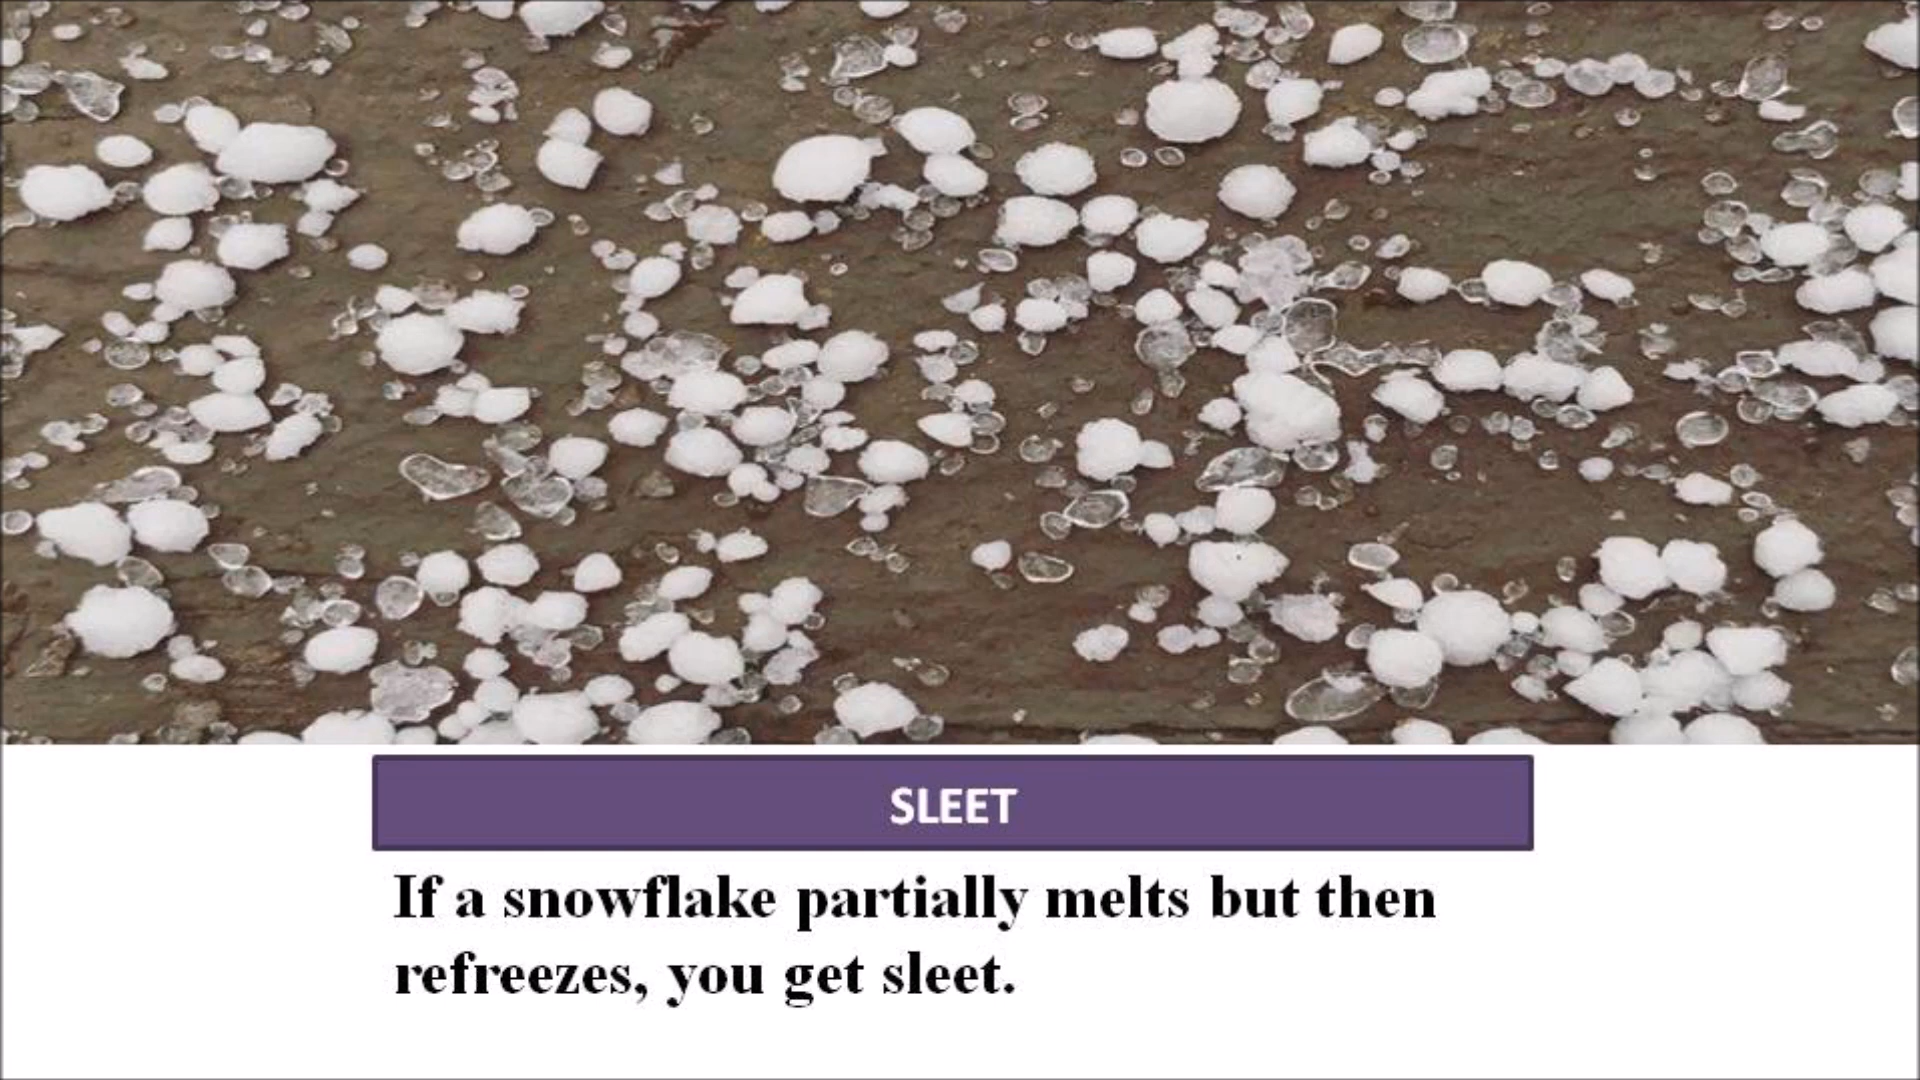 SLEET
If a snowflake partially melts but then
refreezes, you get sleet.